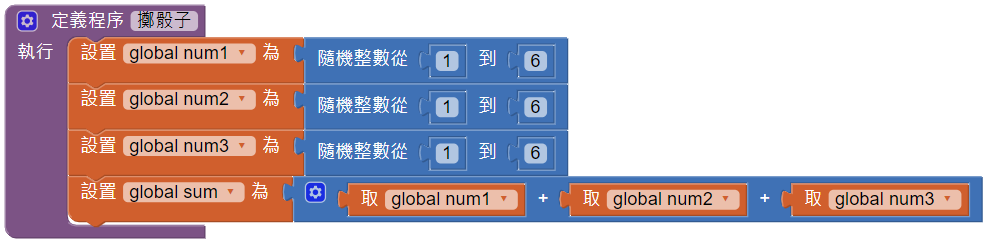 定義程序 擲骰子
執行 設置 global num1 為 隨機整數從 1 到 6
設置 global num2 為 隨機整數從 1 到 6
設置 global num3 為 隨機整數從 1 到 6
設置 global sum 為 取 global num1 + 取 global num2 + 取 global num3